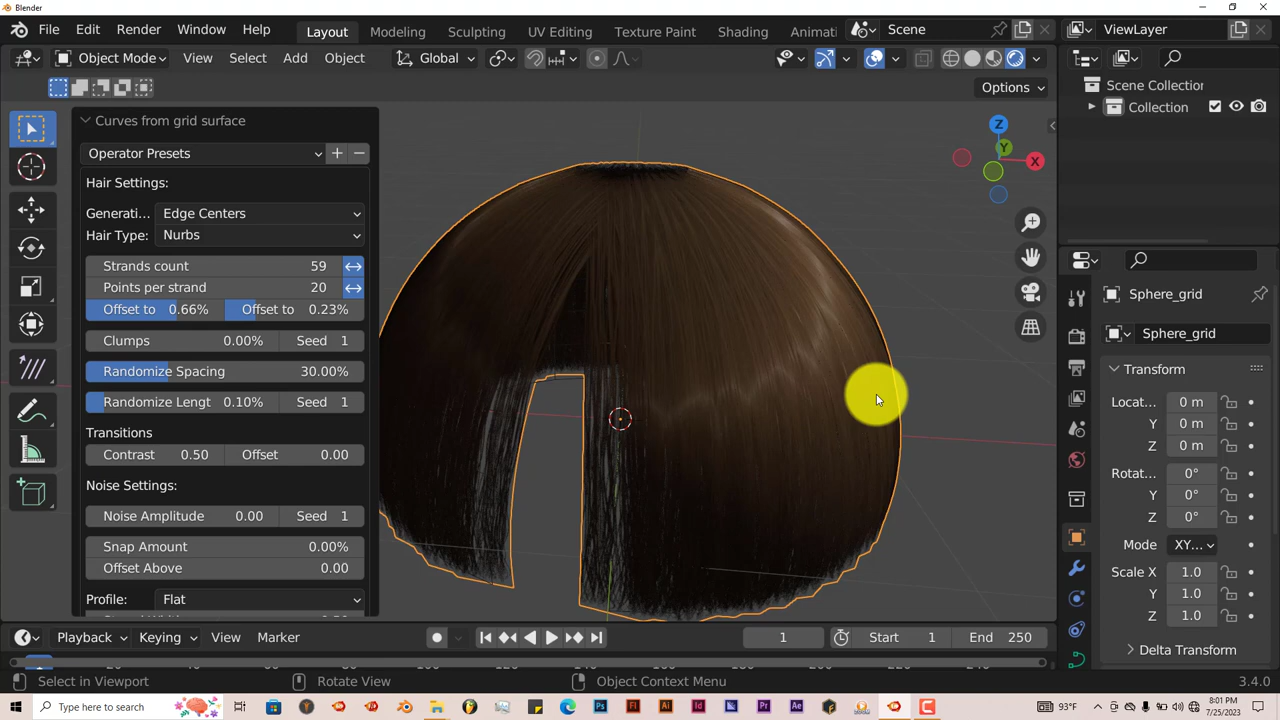 Blender
File Edit Render Window Help Layout Modeling Sculpting UV Editing Texture Paint Shading Scene ViewLayer
Object Mode View Select Add Object Global
Options
Scene Collection
Collection
Curves from grid surface
Operator Presets
Hair Settings:
Generati... Edge Centers
Hair Type: Nurbs
Strands count 59
Points per strand 20
Offset to 0.66% Offset to 0.23%
Clumps 0.00% Seed 1
Randomize Spacing 30.00%
Randomize Lengt 0.10% Seed 1
Transitions
Contrast 0.50 Offset 0.00
Noise Settings:
Noise Amplitude 0.00 Seed 1
Snap Amount 0.00%
Offset Above 0.00
Profile: Flat
Z
Y
X
Sphere_grid
Sphere_grid
Transform
Locat... 0 m
Y 0 m
Z 0 m
Rotat... 0°
Y 0°
Z 0°
Mode XY...
Scale X 1.0
Y 1.0
Z 1.0
Delta Transform
Playback Keying View Marker 1 Start 1 End 250
Select in Viewport Rotate View Object Context Menu 3.4.0
Type here to search
93°F
8:01 PM
7/25/2023